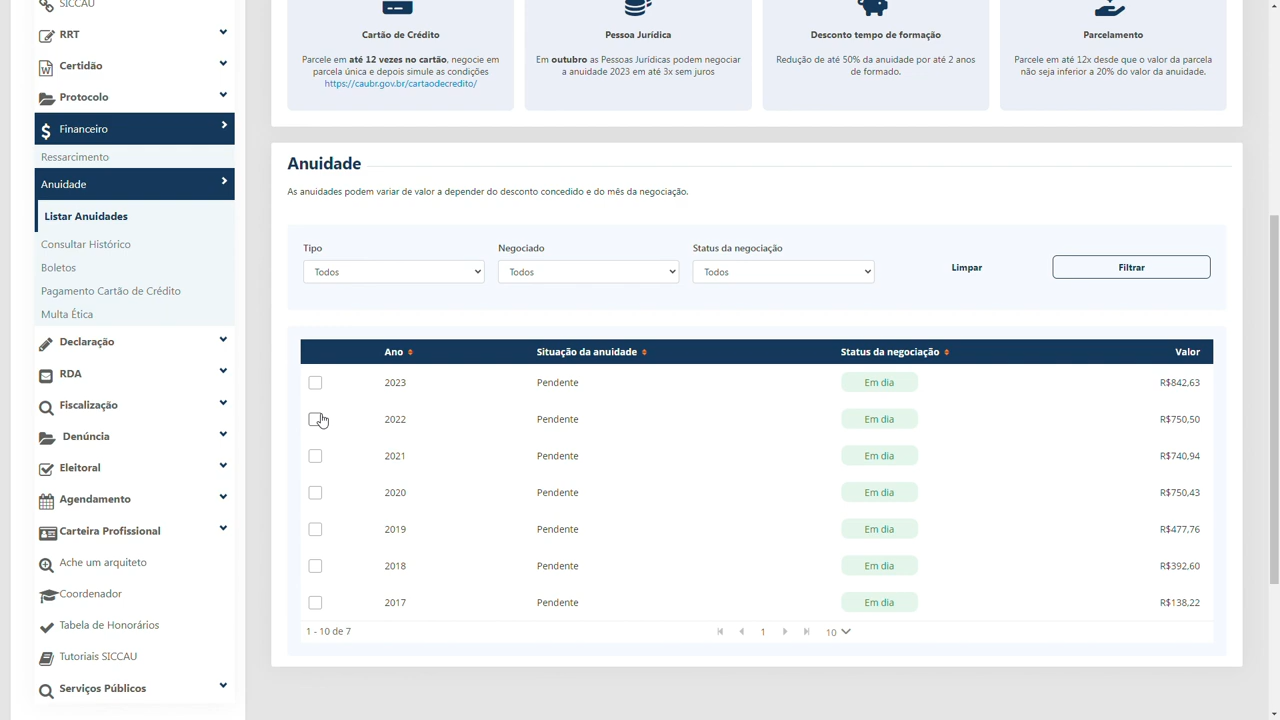 SICCAU
RRT
Certidão
Protocolo
Financeiro
Ressarcimento
Anuidade
Listar Anuidades
Consultar Histórico
Boletos
Pagamento Cartão de Crédito
Multa Ética
Declaração
RDA
Fiscalização
Denúncia
Eleitoral
Agendamento
Carteira Profissional
Ache um arquiteto
Coordenador
Tabela de Honorários
Tutoriais SICCAU
Serviços Públicos
Cartão de Crédito
Parcele em até 12 vezes no cartão, negocie em
parcela única e depois simule as condições
https://caubr.gov.br/cartaodecredito/
Pessoa Jurídica
Em outubro as Pessoas Jurídicas podem negociar
a anuidade 2023 em até 3x sem juros
Desconto tempo de formação
Redução de até 50% da anuidade por até 2 anos
de formado.
Parcelamento
Parcele em até 12x desde que o valor da parcela
não seja inferior a 20% do valor da anuidade.
Anuidade
As anuidades podem variar de valor a depender do desconto concedido e do mês da negociação.
Tipo Negociado Status da negociação
Todos Todos Todos Limpar Filtrar
Ano Situação da anuidade Status da negociação Valor
2023 Pendente Em dia R$842,63
2022 Pendente Em dia R$750,50
2021 Pendente Em dia R$740,94
2020 Pendente Em dia R$750,43
2019 Pendente Em dia R$477,76
2018 Pendente Em dia R$392,60
2017 Pendente Em dia R$138,22
1 - 10 de 7 1 10